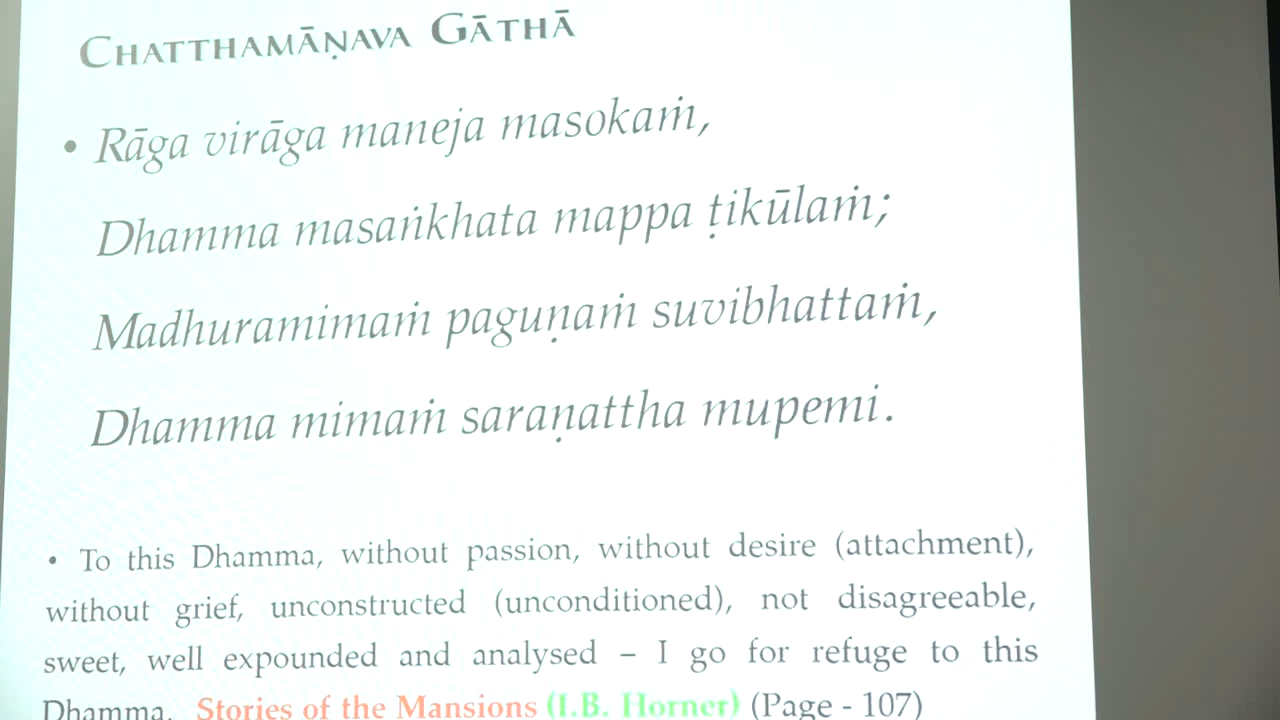 CHATTHAMĀṆAVA GĀTHĀ
• Rāga virāga maneja masokaṁ,
Dhamma masaṅkhata mappa ṭikūlaṁ;
Madhuramimaṁ paguṇaṁ suvibhattaṁ,
Dhamma mimaṁ saraṇattha mupemi.
• To this Dhamma, without passion, without desire (attachment),
without grief, unconstructed (unconditioned), not disagreeable,
sweet, well expounded and analysed – I go for refuge to this
Dhamma. Stories of the Mansions (I.B. Horner) (Page - 107)